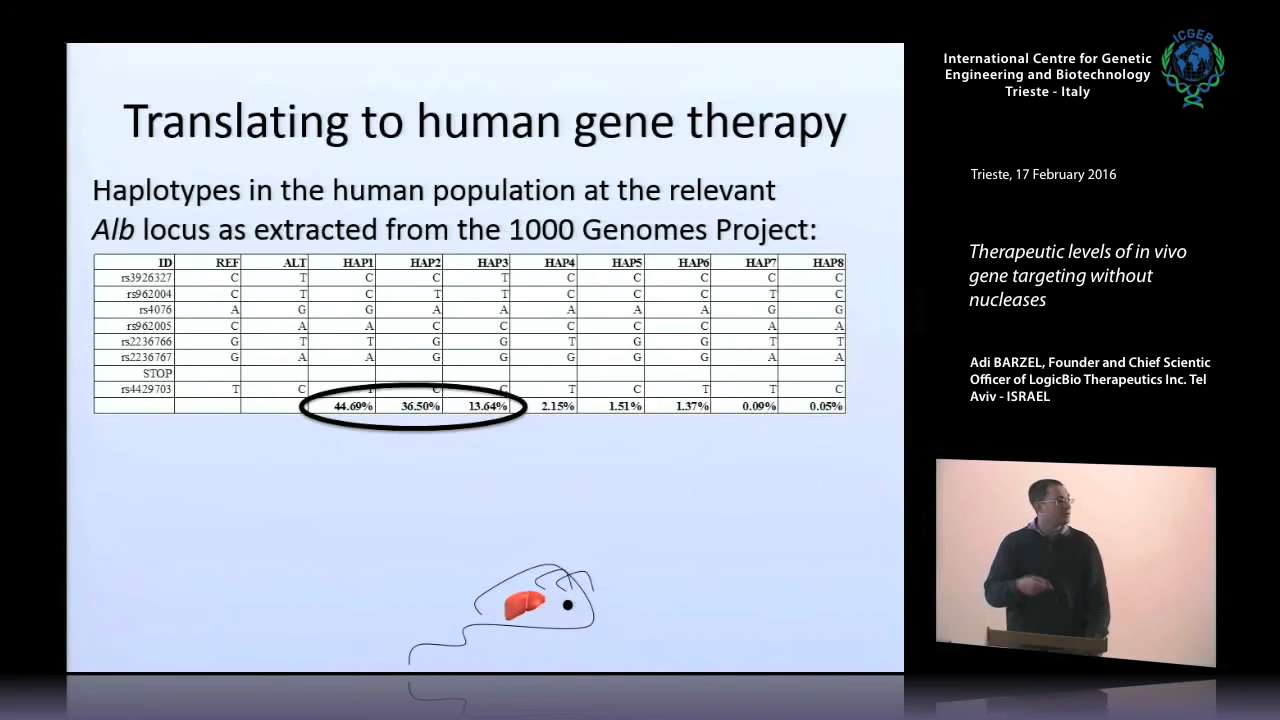 Translating to human gene therapy
Haplotypes in the human population at the relevant
Alb locus as extracted from the 1000 Genomes Project:
ID REF ALT HAP1 HAP2 HAP3 HAP4 HAP5 HAP6 HAP7 HAP8
rs3926327 C T C C T C C C C C
rs962004 C T C T T C C C T C
rs4076 A G G A A A A A G G
rs962005 C A A C C C C C A A
rs2236766 G T T G G T G G T T
rs2236767 G A A G G G G G A A
STOP
rs4429703 T C T C C T C T T C
44.69% 36.50% 13.64% 2.15% 1.51% 1.37% 0.09% 0.05%
ICGEB
International Centre for Genetic
Engineering and Biotechnology
Trieste - Italy
Trieste, 17 February 2016
Therapeutic levels of in vivo
gene targeting without
nucleases
Adi BARZEL, Founder and Chief Scientic
Officer of LogicBio Therapeutics Inc. Tel
Aviv - ISRAEL